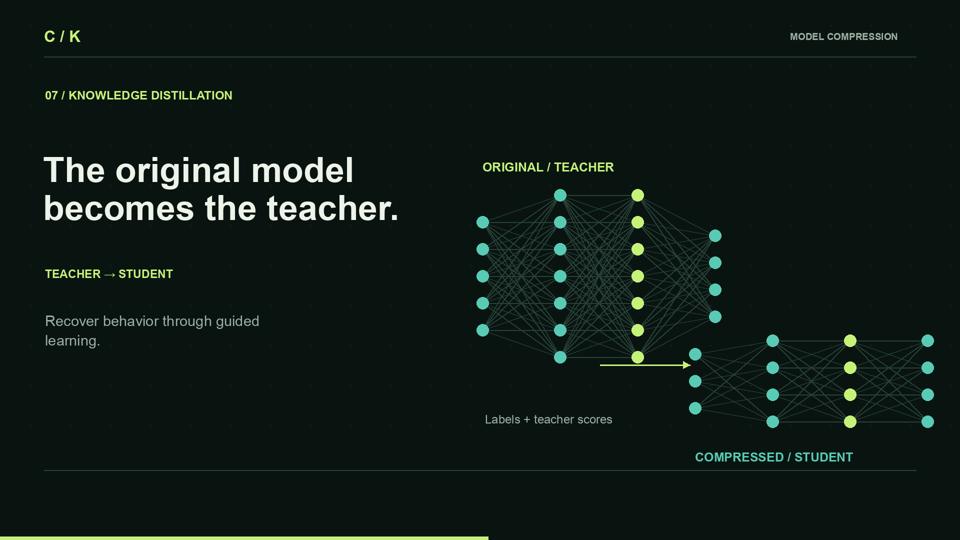 C / K
MODEL COMPRESSION
07 / KNOWLEDGE DISTILLATION
The original model
becomes the teacher.
TEACHER → STUDENT
Recover behavior through guided
learning.
ORIGINAL / TEACHER
Labels + teacher scores
COMPRESSED / STUDENT